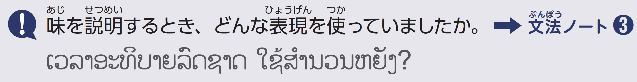 味を説明するとき、どんな表現を使っていましたか。 ➡ 文法ノート❸
ເວລາອະທິບາຍລົດຊາດ ໃຊ້ສຳນວນຫຍັງ?